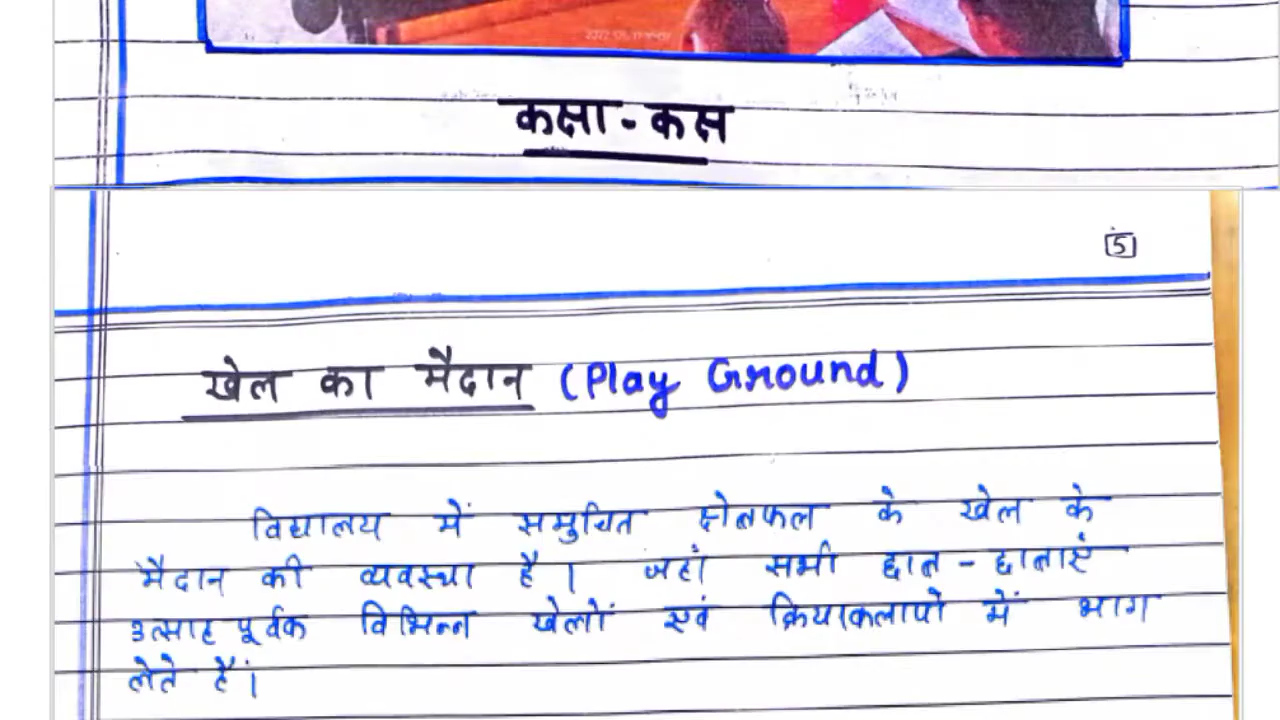 कक्षा-कक्ष
5
खेल का मैदान (Play Ground)
विद्यालय में समुचित क्षेत्रफल के खेल के
मैदान की व्यवस्था है। जहाँ सभी छात्र-छात्राएं
उत्साह पूर्वक विभिन्न खेलों एवं क्रियाकलापो में भाग
लेते हैं।